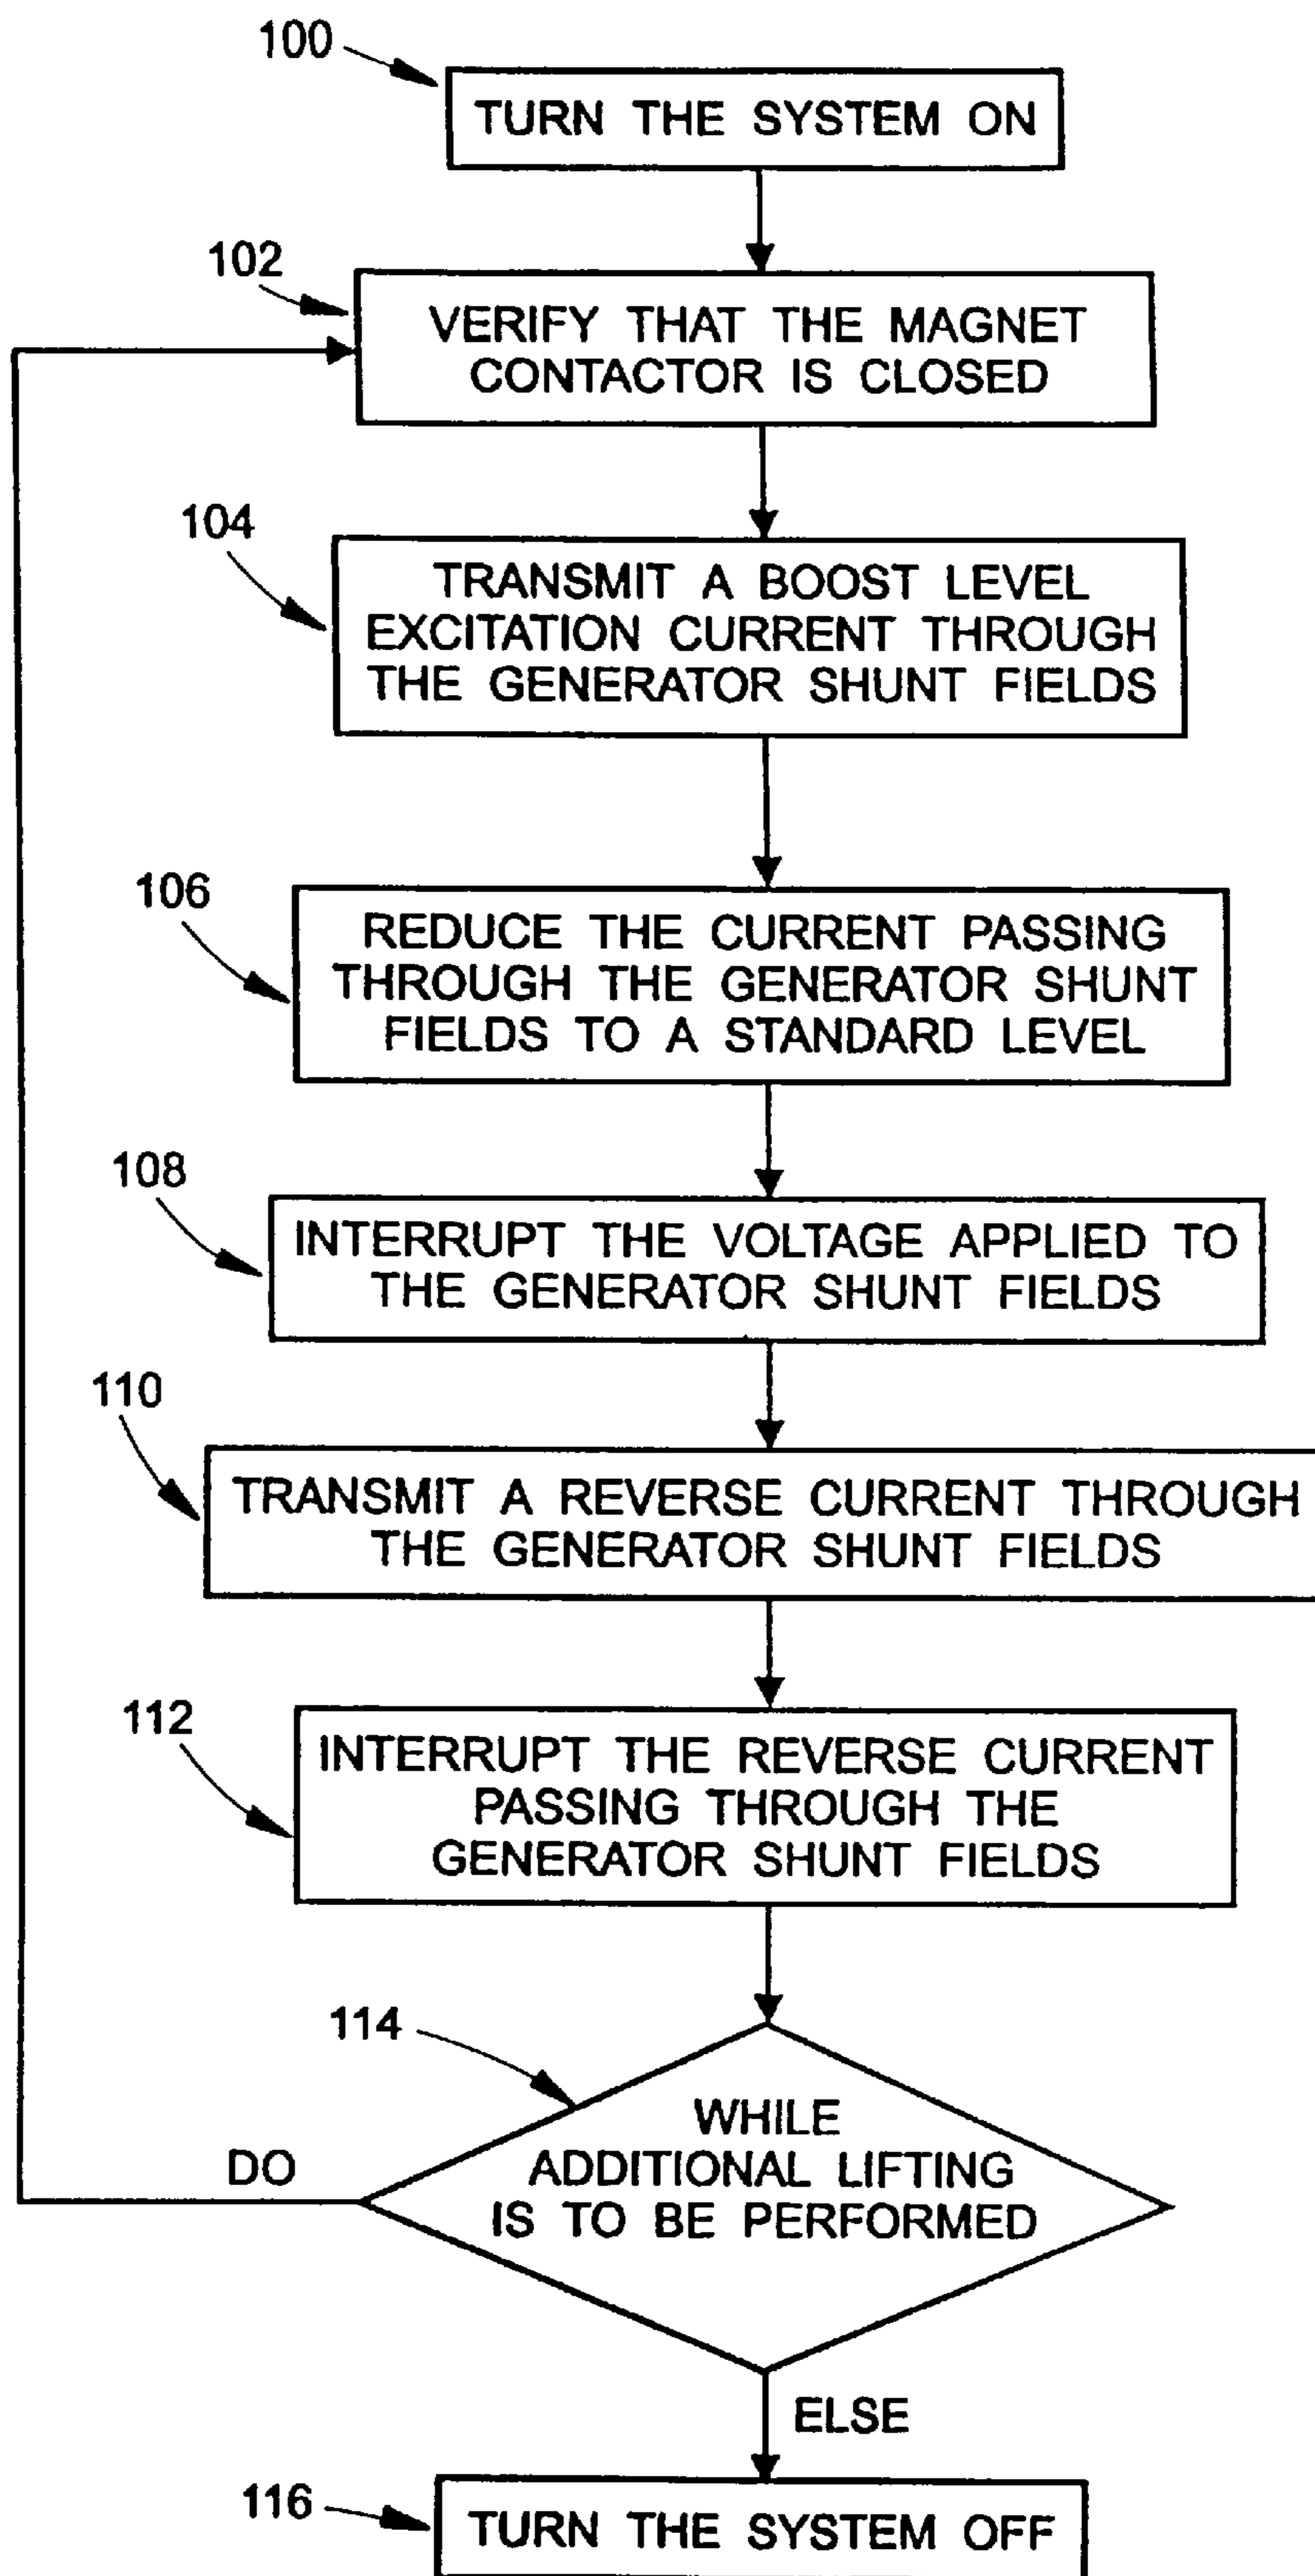 100
TURN THE SYSTEM ON
102
VERIFY THAT THE MAGNET
CONTACTOR IS CLOSED
104
TRANSMIT A BOOST LEVEL
EXCITATION CURRENT THROUGH
THE GENERATOR SHUNT FIELDS
106
REDUCE THE CURRENT PASSING
THROUGH THE GENERATOR SHUNT
FIELDS TO A STANDARD LEVEL
108
INTERRUPT THE VOLTAGE APPLIED TO
THE GENERATOR SHUNT FIELDS
110
TRANSMIT A REVERSE CURRENT THROUGH
THE GENERATOR SHUNT FIELDS
112
INTERRUPT THE REVERSE CURRENT
PASSING THROUGH THE
GENERATOR SHUNT FIELDS
114
WHILE
ADDITIONAL LIFTING
IS TO BE PERFORMED
DO
ELSE
116
TURN THE SYSTEM OFF